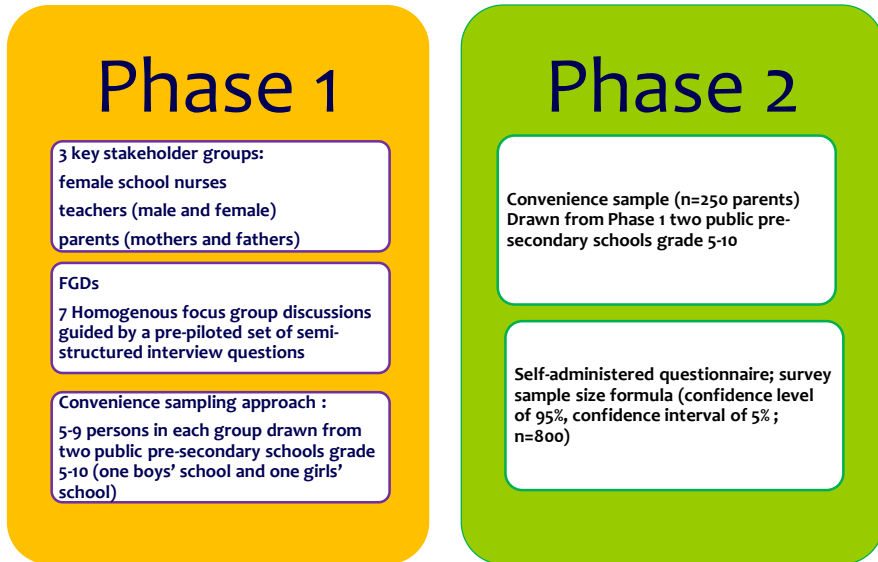 Phase 1
3 key stakeholder groups:
female school nurses
teachers (male and female)
parents (mothers and fathers)
FGDs
7 Homogenous focus group discussions
guided by a pre-piloted set of semi-
structured interview questions
Convenience sampling approach :
5-9 persons in each group drawn from
two public pre-secondary schools grade
5-10 (one boys’ school and one girls’
school)
Phase 2
Convenience sample (n=250 parents)
Drawn from Phase 1 two public pre-
secondary schools grade 5-10
Self-administered questionnaire; survey
sample size formula (confidence level
of 95%, confidence interval of 5% ;
n=800)